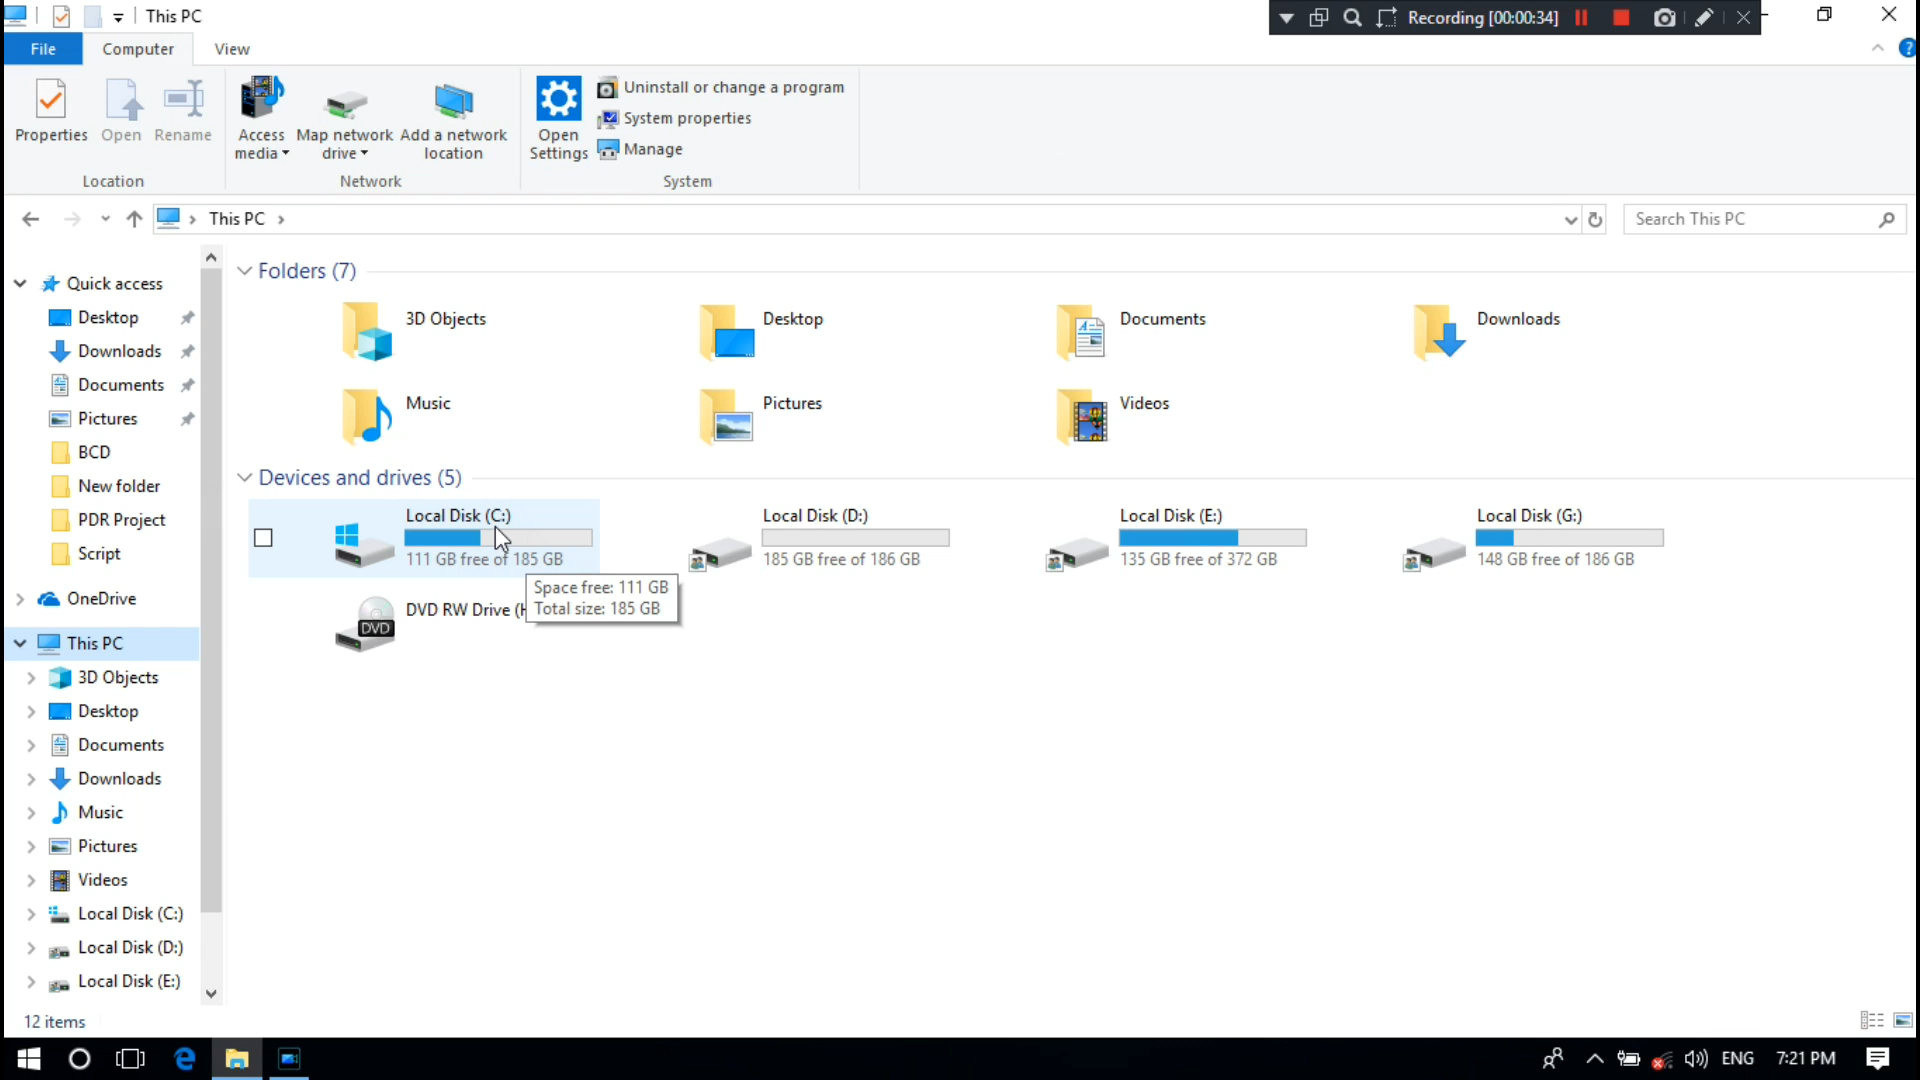 This PC
Recording [00:00:34]
File
Computer
View
Properties
Open
Rename
Access media
Map network drive
Add a network location
Open Settings
Uninstall or change a program
System properties
Manage
Location
Network
System
This PC
Search This PC
Quick access
Desktop
Downloads
Documents
Pictures
BCD
New folder
PDR Project
Script
OneDrive
This PC
3D Objects
Desktop
Documents
Downloads
Music
Pictures
Videos
Local Disk (C:)
Local Disk (D:)
Local Disk (E:)
Folders (7)
3D Objects
Desktop
Documents
Downloads
Music
Pictures
Videos
Devices and drives (5)
Local Disk (C:)
111 GB free of 185 GB
Local Disk (D:)
185 GB free of 186 GB
Local Disk (E:)
135 GB free of 372 GB
Local Disk (G:)
148 GB free of 186 GB
DVD
DVD RW Drive (H
Space free: 111 GB
Total size: 185 GB
12 items
ENG
7:21 PM